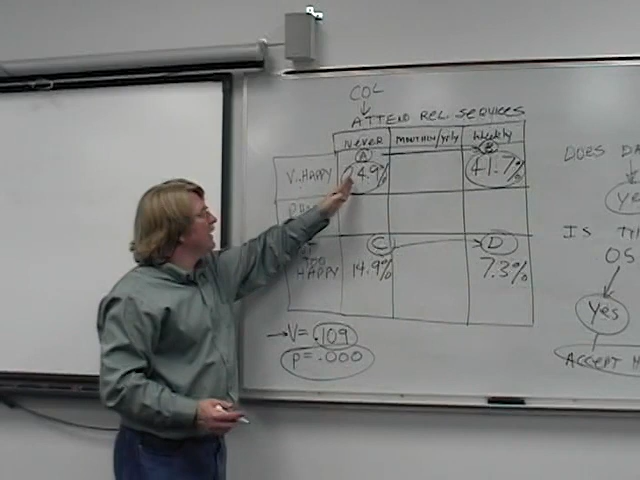 COL
ATTEND REL. SERVICES
Never MONTHLY/YRLY Weekly
A B
V. HAPPY 24.9% 41.7%
C D
TOO HAPPY 14.9% 7.3%
V= .109
p= .000
DOES
Yes
IS
OS
Yes
ACCEPT